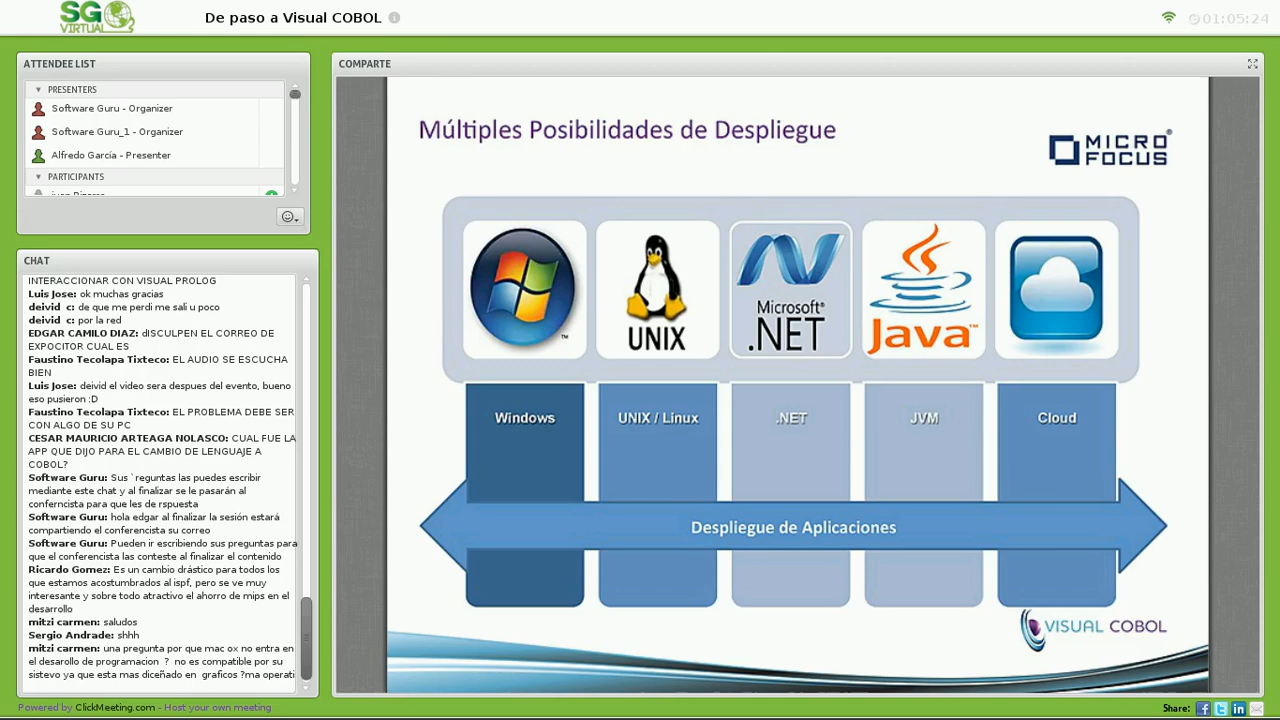 SG
VIRTUAL
De paso a Visual COBOL
01:05:24
ATTENDEE LIST
PRESENTERS
Software Guru - Organizer
Software Guru_1 - Organizer
Alfredo García - Presenter
PARTICIPANTS
CHAT
INTERACCIONAR CON VISUAL PROLOG
Luis Jose: ok muchas gracias
deivid c: de que me perdi me sali u poco
deivid c: por la red
EDGAR CAMILO DIAZ: dISCULPEN EL CORREO DE
EXPOCITOR CUAL ES
Faustino Tecolapa Tixteco: EL AUDIO SE ESCUCHA
BIEN
Luis Jose: deivid el video sera despues del evento, bueno
eso pusieron :D
Faustino Tecolapa Tixteco: EL PROBLEMA DEBE SER
CON ALGO DE SU PC
CESAR MAURICIO ARTEAGA NOLASCO: CUAL FUE LA
APP QUE DIJO PARA EL CAMBIO DE LENGUAJE A
COBOL?
Software Guru: Sus `reguntas las puedes escribir
mediante este chat y al finalizar se le pasarán al
conferncista para que les de rspuesta
Software Guru: hola edgar al finalizar la sesión estará
compartiendo el conferencista su correo
Software Guru: Pueden ir escribiendo sus preguntas para
que el conferencista las conteste al finalizar el contenido
Ricardo Gomez: Es un cambio drástico para todos los
que estamos acostumbrados al ispf, pero se ve muy
interesante y sobre todo atractivo el ahorro de mips en el
desarrollo
mitzi carmen: saludos
Sergio Andrade: shhh
mitzi carmen: una pregunta por que mac ox no entra en
el desarollo de programacion ? no es compatible por su
sistevo ya que esta mas diceñado en graficos ?ma operati
COMPARTE
Múltiples Posibilidades de Despliegue
MICRO
FOCUS®
™
UNIX
Microsoft®
.NET
Java™
Windows
UNIX / Linux
.NET
JVM
Cloud
Despliegue de Aplicaciones
VISUAL COBOL
Powered by ClickMeeting.com - Host your own meeting
Share: